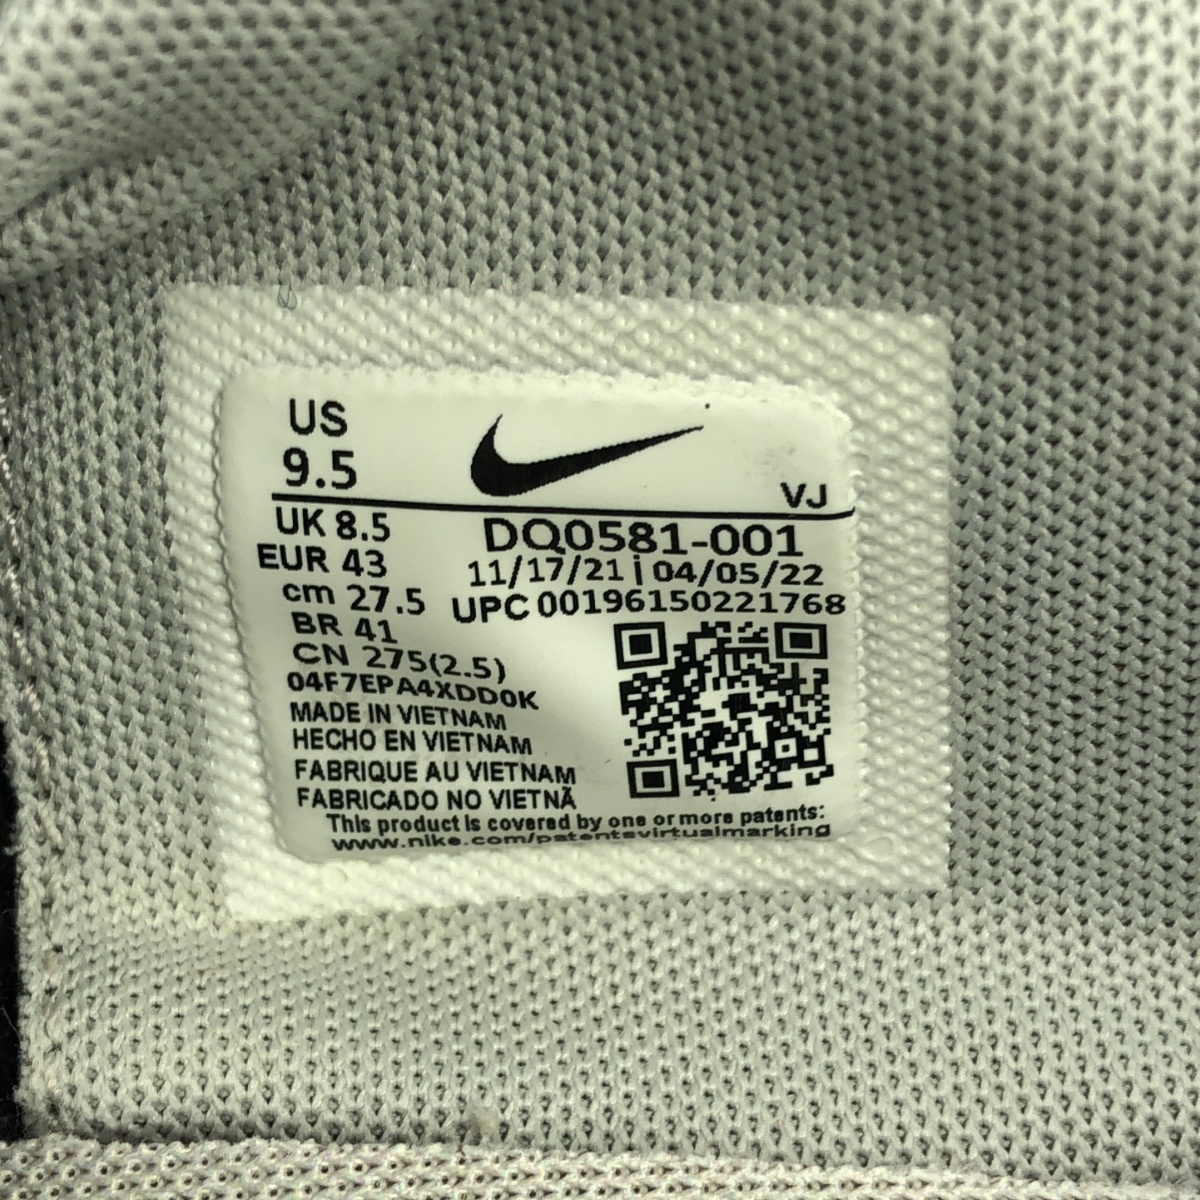 US
9.5
VJ
UK 8.5
DQ0581-001
EUR 43
11/17/21 | 04/05/22
cm 27.5
UPC 00196150221768
BR 41
CN 275(2.5)
04F7EPA4XDD0K
MADE IN VIETNAM
HECHO EN VIETNAM
FABRIQUE AU VIETNAM
FABRICADO NO VIETNÃ
This product is covered by one or more patents:
www.nike.com/patentsvirtualmarking